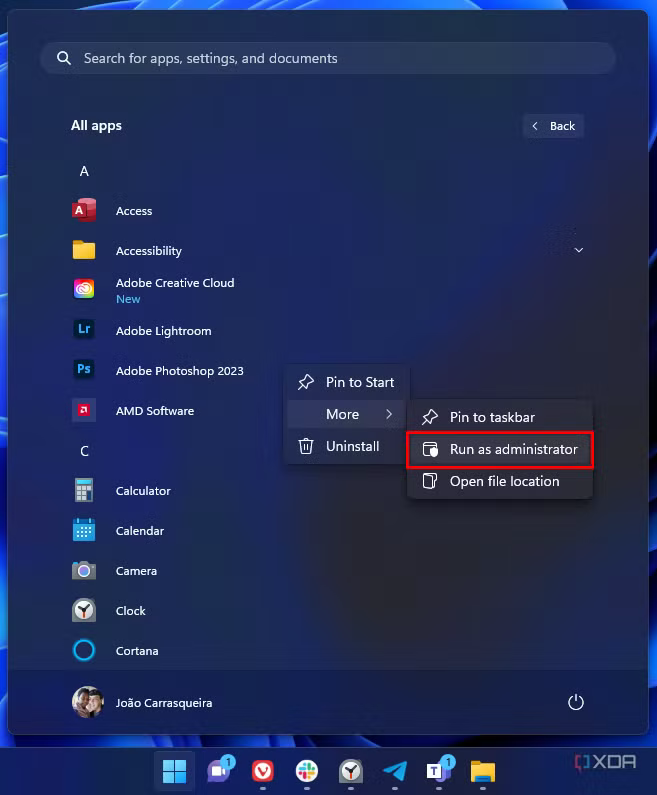 Search for apps, settings, and documents
All apps
Back
A
A
Access
Accessibility
Adobe Creative Cloud
New
Lr
Adobe Lightroom
Ps
Adobe Photoshop 2023
AMD Software
Pin to Start
More
Uninstall
Pin to taskbar
Run as administrator
Open file location
C
Calculator
Calendar
Camera
Clock
Cortana
João Carrasqueira
1
T
1
XDA